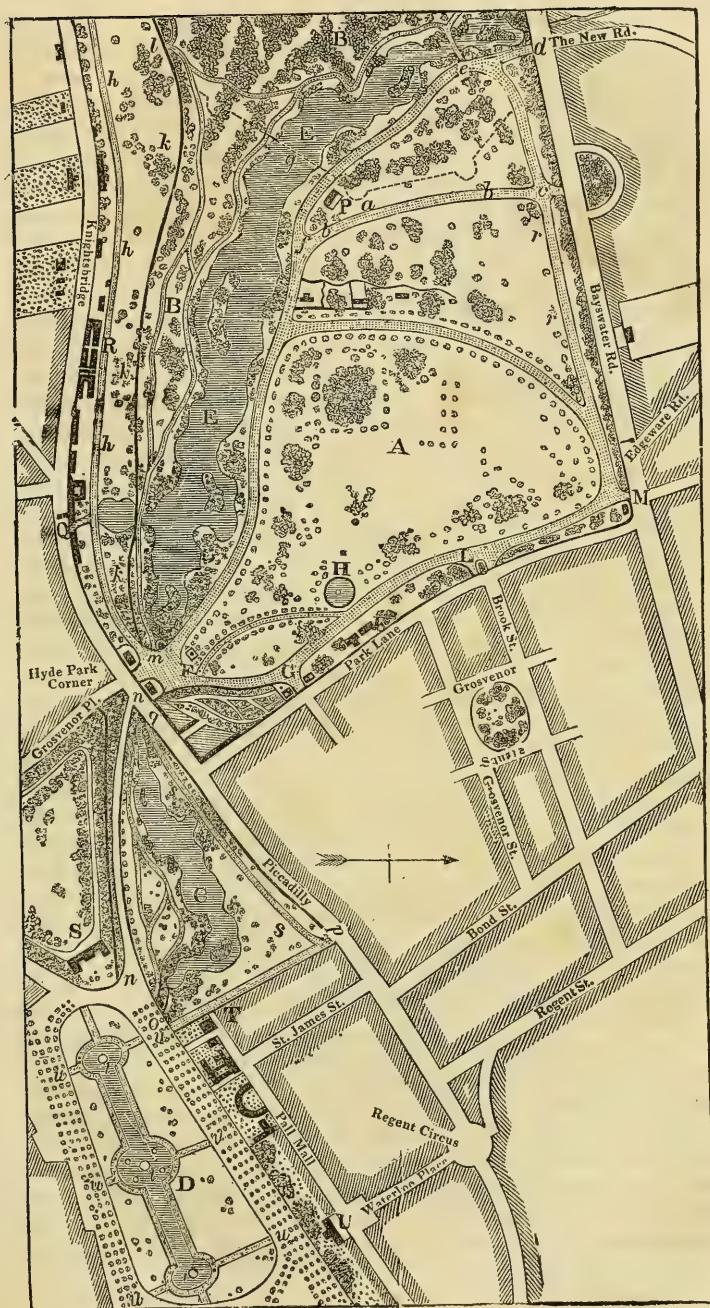 B
l
h
E
e
d
The New Rd.
k
g
P
a
b
b
c
h
r
Knightsbridge
B
c
Bayswater Rd.
R
E
A
Edgeware Rd.
h
M
c
Q
H
L
Park Lane
Brook St.
m
F
G
Hyde Park
Corner
n
q
Grosvenor Pl.
Grosvenor
Square
Grosvenor St.
Piccadilly
C
S
S
p
Bond St.
n
o
u
T
St. James St.
Regent St.
u
t
Pall Mall
Regent Circus
u
D
t
u
Waterloo Place
U
u
t
u